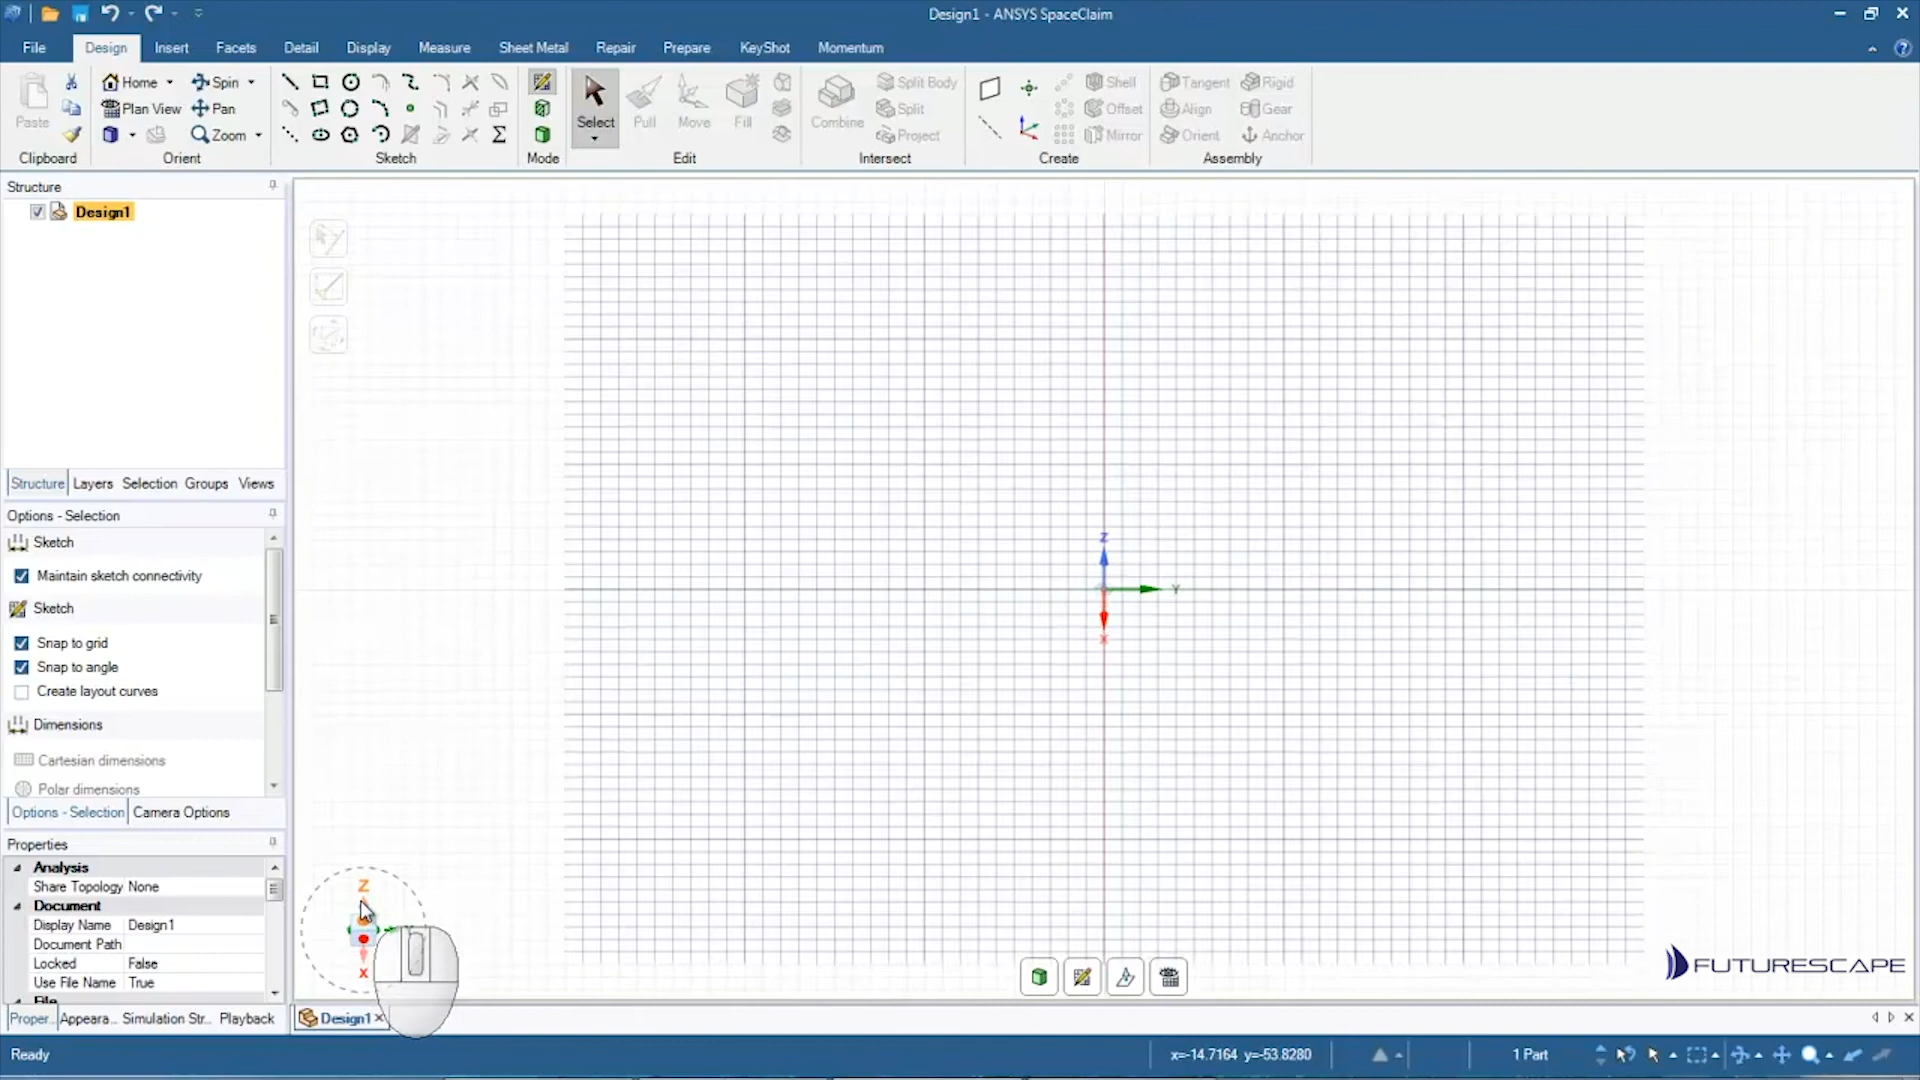 Design1 - ANSYS SpaceClaim
File Design Insert Facets Detail Display Measure Sheet Metal Repair Prepare KeyShot Momentum
Paste
Clipboard
Home Spin
Plan View Pan
Zoom
Orient
Sketch
Mode
Select Pull Move Fill
Edit
Combine
Split Body
Split
Project
Intersect
Shell
Offset
Mirror
Create
Tangent Rigid
Align Gear
Orient Anchor
Assembly
Structure
Design1
Structure Layers Selection Groups Views
Options - Selection
Sketch
Maintain sketch connectivity
Sketch
Snap to grid
Snap to angle
Create layout curves
Dimensions
Cartesian dimensions
Polar dimensions
Options - Selection Camera Options
Properties
Analysis
Share Topology None
Document
Display Name Design1
Document Path
Locked False
Use File Name True
File
Proper... Appeara... Simulation Str... Playback
Z
Y
X
Z
X
Design1
FUTURESCAPE
Ready
x=-14.7164 y=-53.8280
1 Part